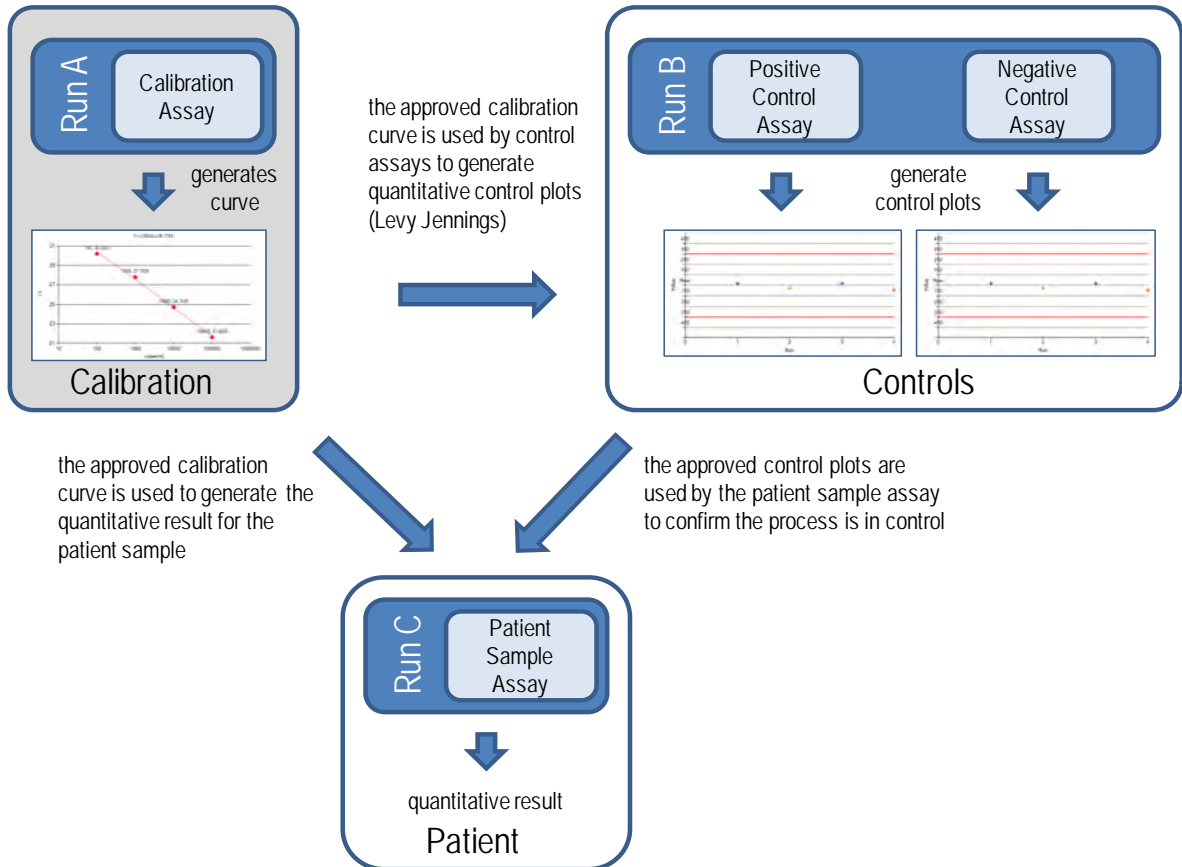 Run A
Calibration
Assay
generates
curve
Calibration
the approved calibration
curve is used by control
assays to generate
quantitative control plots
(Levy Jennings)
Run B
Positive
Control
Assay
Negative
Control
Assay
generate
control plots
Controls
the approved calibration
curve is used to generate the
quantitative result for the
patient sample
the approved control plots are
used by the patient sample assay
to confirm the process is in control
Run C
Patient
Sample
Assay
quantitative result
Patient